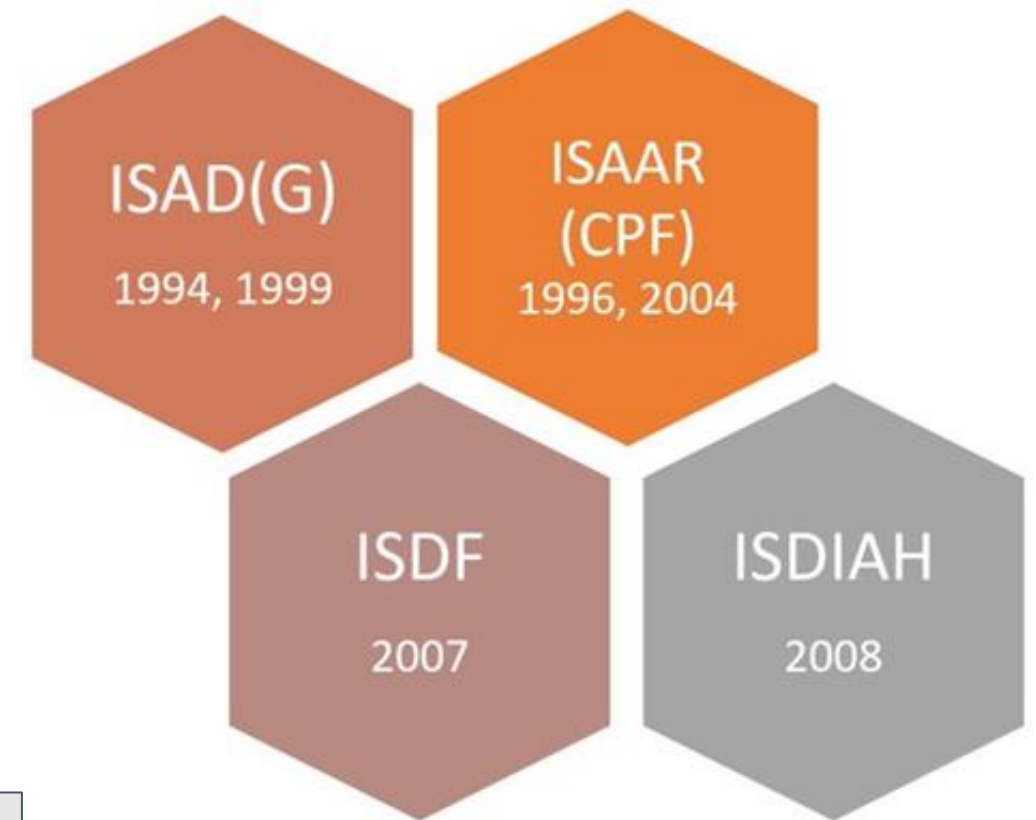 ISAD(G)
1994, 1999
ISAAR
(CPF)
1996, 2004
ISDF
2007
ISDIAH
2008